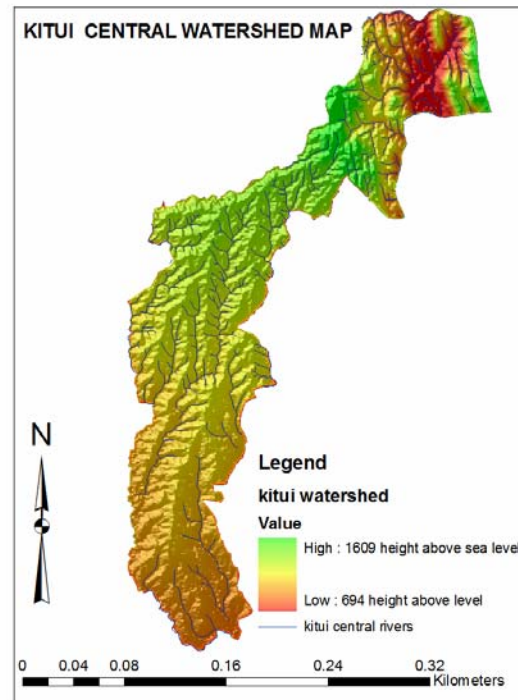 KITUI CENTRAL WATERSHED MAP
N
Legend
kitui watershed
Value
High : 1609 height above sea level
Low : 694 height above level
kitui central rivers
0 0.04 0.08 0.16 0.24 0.32
Kilometers